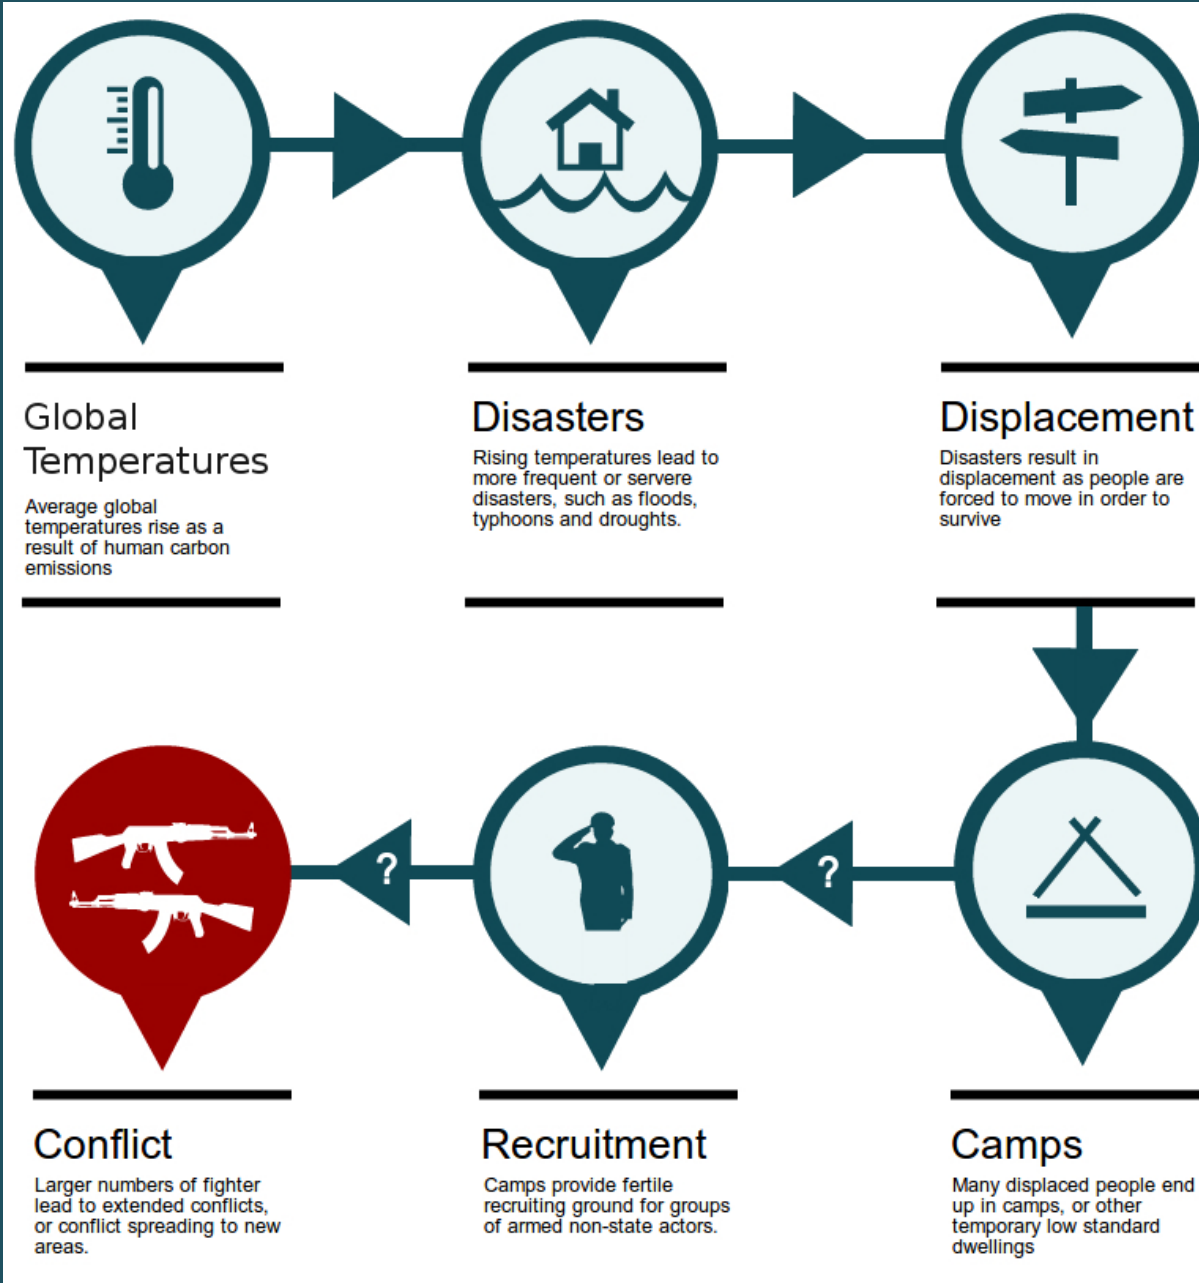 Global
Temperatures
Average global
temperatures rise as a
result of human carbon
emissions
Disasters
Rising temperatures lead to
more frequent or servere
disasters, such as floods,
typhoons and droughts.
Displacement
Disasters result in
displacement as people are
forced to move in order to
survive
?
?
Conflict
Larger numbers of fighter
lead to extended conflicts,
or conflict spreading to new
areas.
Recruitment
Camps provide fertile
recruiting ground for groups
of armed non-state actors.
Camps
Many displaced people end
up in camps, or other
temporary low standard
dwellings